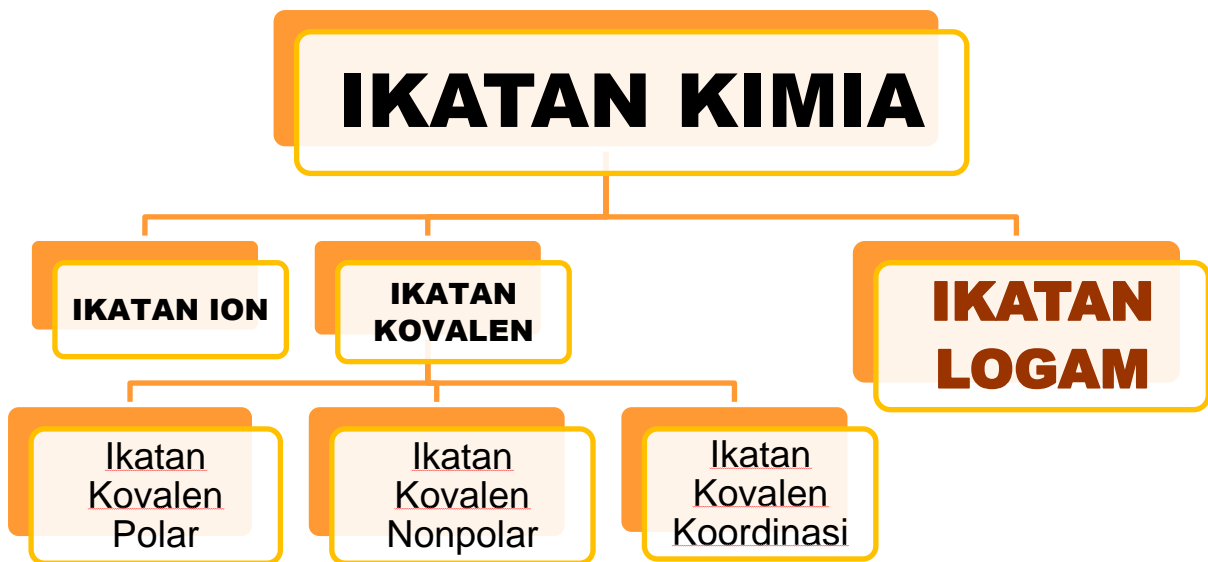 IKATAN KIMIA
IKATAN ION
IKATAN
KOVALEN
IKATAN
LOGAM
Ikatan
Kovalen
Polar
Ikatan
Kovalen
Nonpolar
Ikatan
Kovalen
Koordinasi